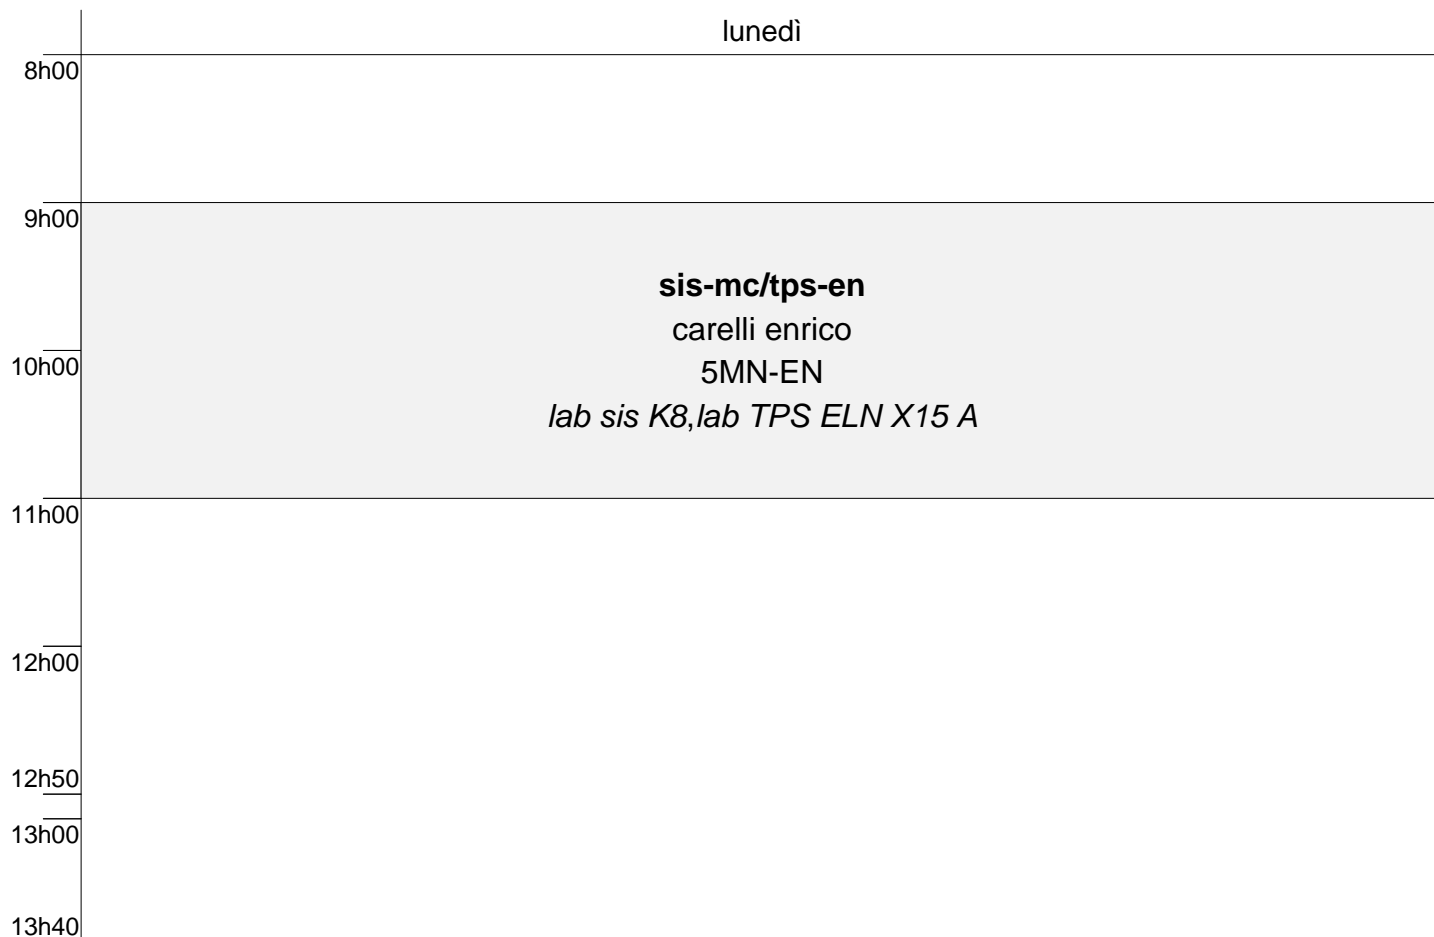 lunedì
8h00
9h00
sis-mc/tps-en
carelli enrico
10h00
5MN-EN
lab sis K8,lab TPS ELN X15 A
11h00
12h00
12h50
13h00
13h40